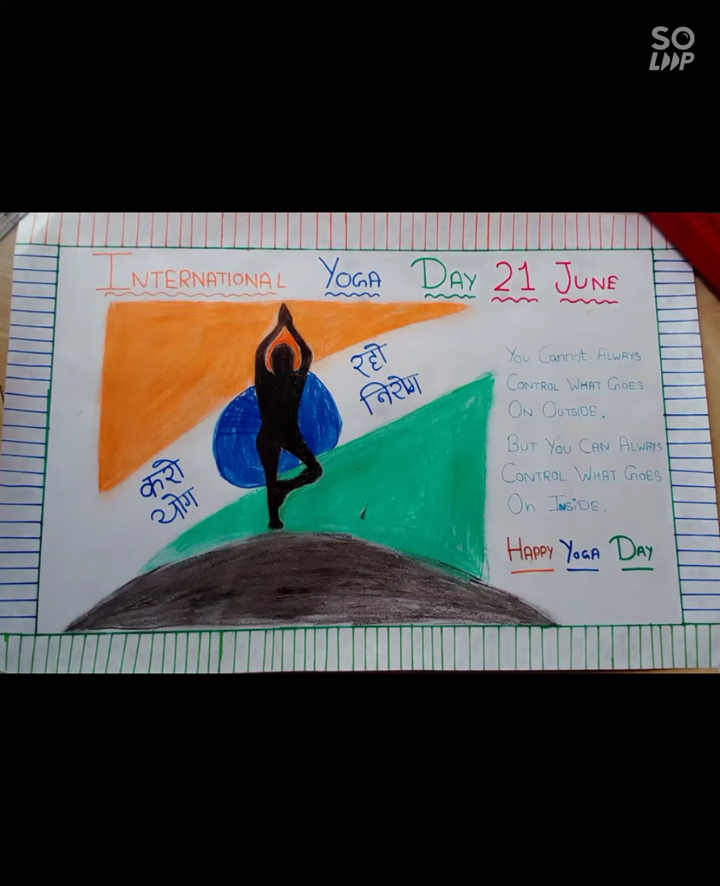 SO
LOOP
INTERNATIONAL YOGA DAY 21 JUNE
रहो
निरोग
करो
योग
YOU CANNOT ALWAYS
CONTROL WHAT GOES
ON OUTSIDE.
BUT YOU CAN ALWAYS
CONTROL WHAT GOES
ON INSIDE.
HAPPY YOGA DAY